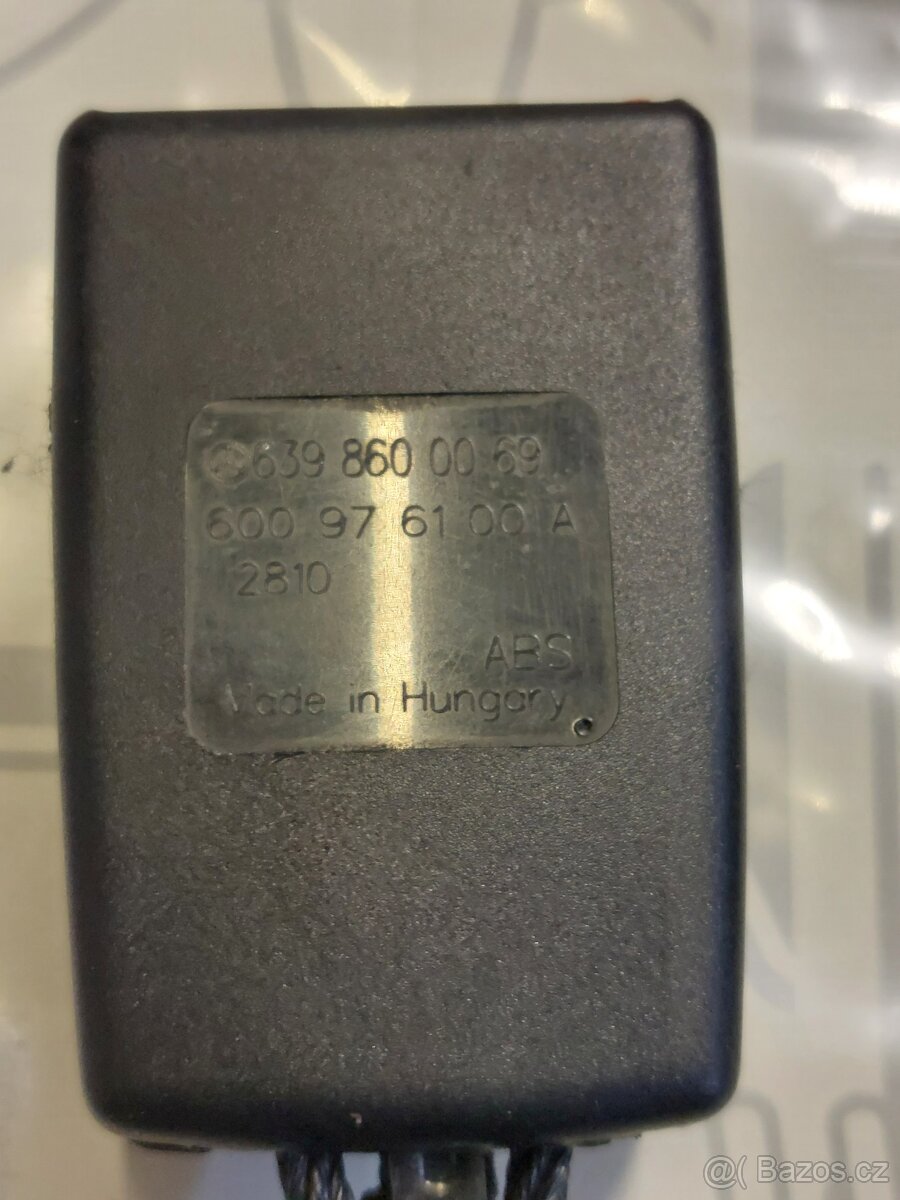 639 860 00 69
600 97 61 00 A
2810
ABS
Made in Hungary
@( Bazos.cz